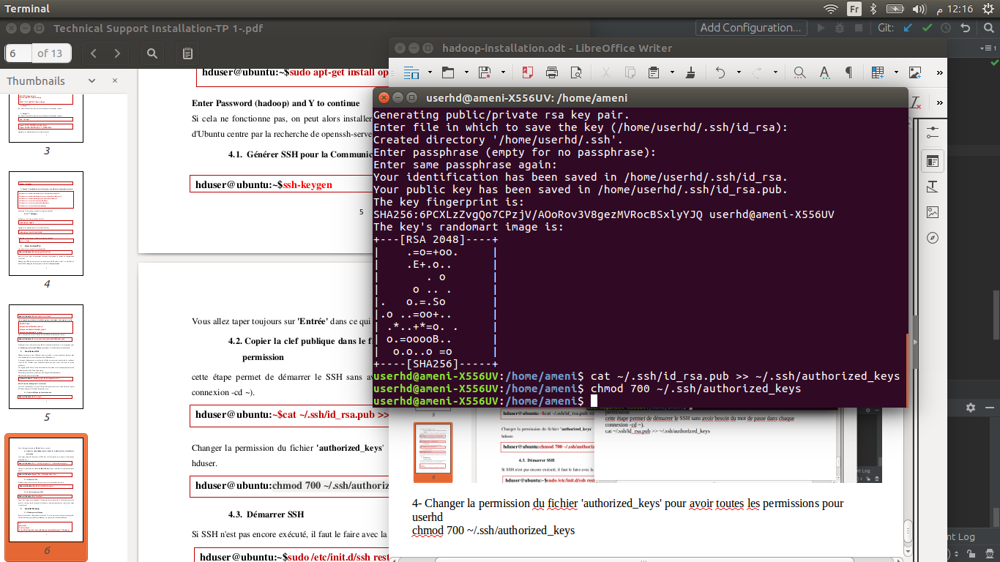 Terminal
Fr
12:16 م
Technical Support Installation-TP 1-.pdf
Add Configuration...
Git:
6 of 13
hadoop-installation.odt - LibreOffice Writer
Thumbnails
3
4
5
6
hduser@ubuntu:~$sudo apt-get install op
Enter Password (hadoop) and Y to continue
Si cela ne fonctionne pas, on peut alors installer
d'Ubuntu centre par la recherche de openssh-serve
4.1. Générer SSH pour la Communic
hduser@ubuntu:~$ssh-keygen
5
Vous allez taper toujours sur 'Entrée' dans ce qui
4.2. Copier la clef publique dans le f
permission
cette étape permet de démarrer le SSH sans av
connexion -cd ~).
hduser@ubuntu:~$cat ~/.ssh/id_rsa.pub >>
Changer la permission du fichier 'authorized_keys'
hduser.
hduser@ubuntu:chmod 700 ~/.ssh/authoriz
4.3. Démarrer SSH
Si SSH n'est pas encore exécuté, il faut le faire avec la
hduser@ubuntu:~$sudo /etc/init.d/ssh rest
userhd@ameni-X556UV: /home/ameni
Generating public/private rsa key pair.
Enter file in which to save the key (/home/userhd/.ssh/id_rsa):
Created directory '/home/userhd/.ssh'.
Enter passphrase (empty for no passphrase):
Enter same passphrase again:
Your identification has been saved in /home/userhd/.ssh/id_rsa.
Your public key has been saved in /home/userhd/.ssh/id_rsa.pub.
The key fingerprint is:
SHA256:6PCXLzZvgQo7CPzjV/AOoRov3V8gezMVRocBSxlyYJQ userhd@ameni-X556UV
The key's randomart image is:
+---[RSA 2048]----+
|    .=o=+oo.     |
|    .E+.o..      |
|       . o       |
|     o .. .      |
|.   o.=.So       |
|.o ..=oo+..      |
| .*..+*=o. .     |
| o.=ooooB..      |
|  o.o..o =o      |
+----[SHA256]-----+
userhd@ameni-X556UV:/home/ameni$ cat ~/.ssh/id_rsa.pub >> ~/.ssh/authorized_keys
userhd@ameni-X556UV:/home/ameni$ chmod 700 ~/.ssh/authorized_keys
userhd@ameni-X556UV:/home/ameni$
5
hduser@ubuntu:~$cat ~/.ssh/id_rsa.pub >>
Changer la permission du fichier 'authorized_keys'
hduser.
hduser@ubuntu:chmod 700 ~/.ssh/authoriz
4.3. Démarrer SSH
Si SSH n'est pas encore exécuté, il faut le faire avec la
hduser@ubuntu:~$sudo /etc/init.d/ssh rest
permission
cette étape permet de démarrer le SSH sans avoir besoin du mot de passe dans chaque
connexion -cd ~).
cat ~/.ssh/id_rsa.pub >> ~/.ssh/authorized_keys
4- Changer la permission du fichier 'authorized_keys' pour avoir toutes les permissions pour
userhd
chmod 700 ~/.ssh/authorized_keys
nt Log